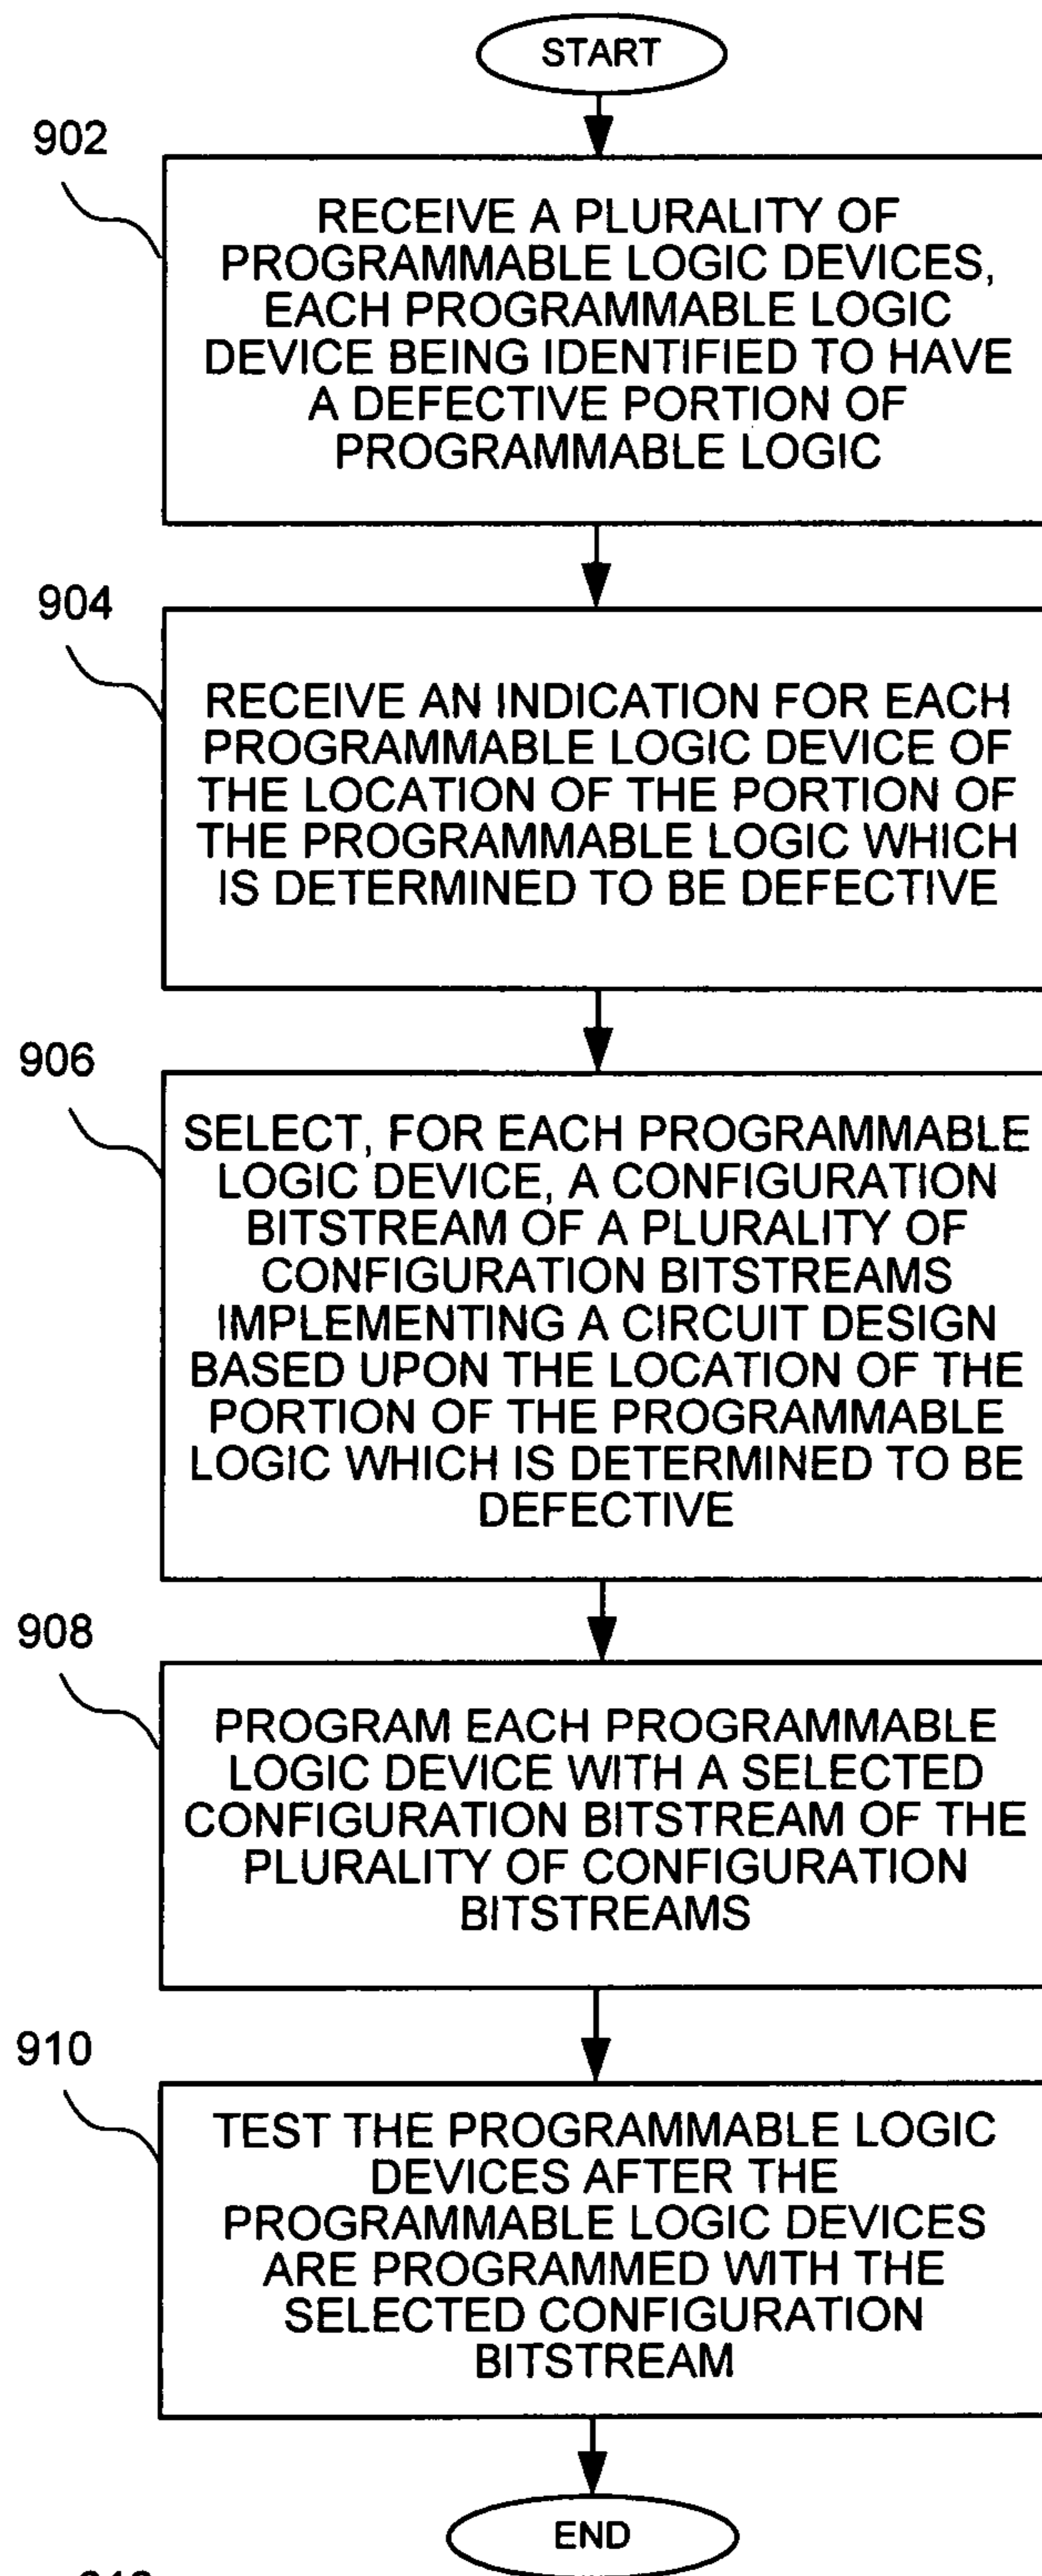 START
902
RECEIVE A PLURALITY OF
PROGRAMMABLE LOGIC DEVICES,
EACH PROGRAMMABLE LOGIC
DEVICE BEING IDENTIFIED TO HAVE
A DEFECTIVE PORTION OF
PROGRAMMABLE LOGIC
904
RECEIVE AN INDICATION FOR EACH
PROGRAMMABLE LOGIC DEVICE OF
THE LOCATION OF THE PORTION OF
THE PROGRAMMABLE LOGIC WHICH
IS DETERMINED TO BE DEFECTIVE
906
SELECT, FOR EACH PROGRAMMABLE
LOGIC DEVICE, A CONFIGURATION
BITSTREAM OF A PLURALITY OF
CONFIGURATION BITSTREAMS
IMPLEMENTING A CIRCUIT DESIGN
BASED UPON THE LOCATION OF THE
PORTION OF THE PROGRAMMABLE
LOGIC WHICH IS DETERMINED TO BE
DEFECTIVE
908
PROGRAM EACH PROGRAMMABLE
LOGIC DEVICE WITH A SELECTED
CONFIGURATION BITSTREAM OF THE
PLURALITY OF CONFIGURATION
BITSTREAMS
910
TEST THE PROGRAMMABLE LOGIC
DEVICES AFTER THE
PROGRAMMABLE LOGIC DEVICES
ARE PROGRAMMED WITH THE
SELECTED CONFIGURATION
BITSTREAM
END